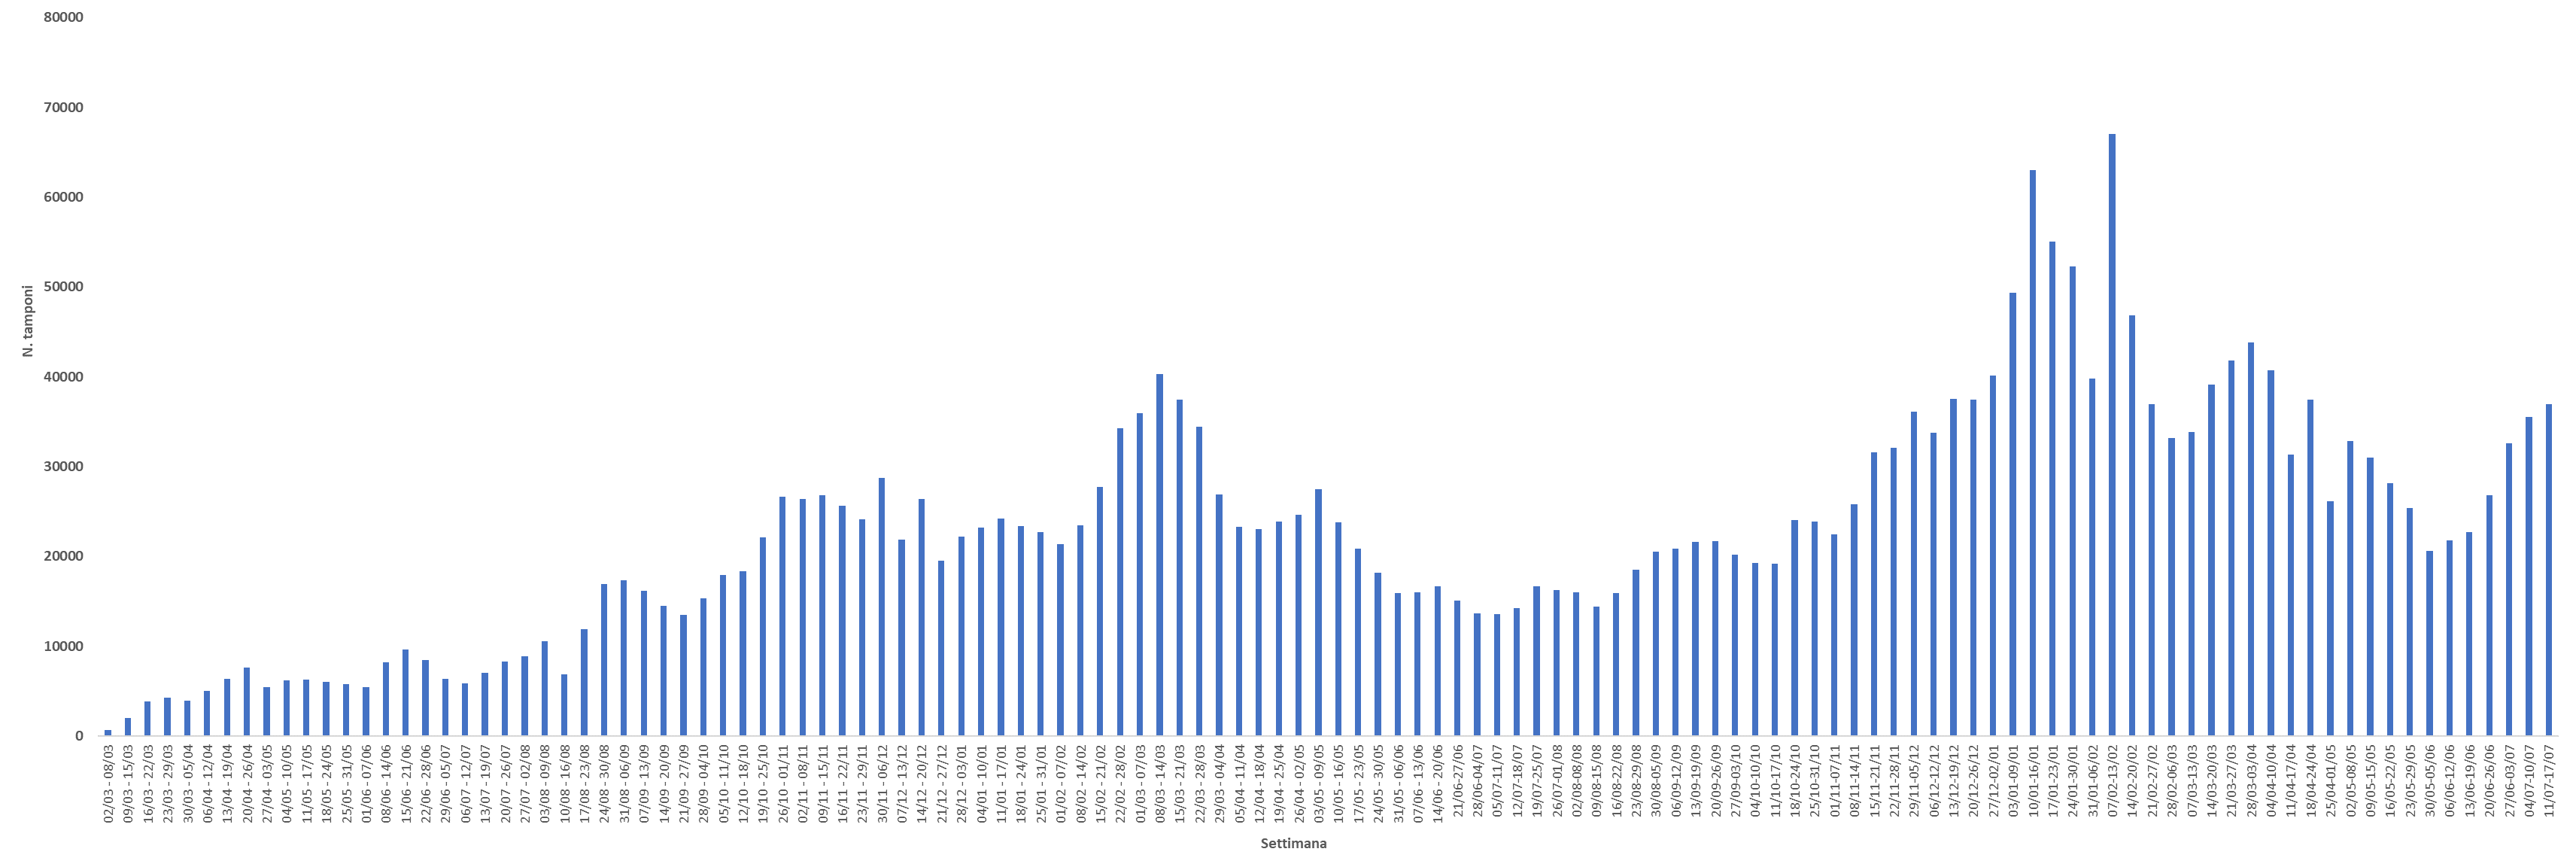 80000
70000
60000
50000
40000
30000
20000
10000
0
N. tamponi
02/03 - 08/03
09/03 - 15/03
16/03 - 22/03
23/03 - 29/03
30/03 - 05/04
06/04 - 12/04
13/04 - 19/04
20/04 - 26/04
27/04 - 03/05
04/05 - 10/05
11/05 - 17/05
18/05 - 24/05
25/05 - 31/05
01/06 - 07/06
08/06 - 14/06
15/06 - 21/06
22/06 - 28/06
29/06 - 05/07
06/07 - 12/07
13/07 - 19/07
20/07 - 26/07
27/07 - 02/08
03/08 - 09/08
10/08 - 16/08
17/08 - 23/08
24/08 - 30/08
31/08 - 06/09
07/09 - 13/09
14/09 - 20/09
21/09 - 27/09
28/09 - 04/10
05/10 - 11/10
12/10 - 18/10
19/10 - 25/10
26/10 - 01/11
02/11 - 08/11
09/11 - 15/11
16/11 - 22/11
23/11 - 29/11
30/11 - 06/12
07/12 - 13/12
14/12 - 20/12
21/12 - 27/12
28/12 - 03/01
04/01 - 10/01
11/01 - 17/01
18/01 - 24/01
25/01 - 31/01
01/02 - 07/02
08/02 - 14/02
15/02 - 21/02
22/02 - 28/02
01/03 - 07/03
08/03 - 14/03
15/03 - 21/03
22/03 - 28/03
29/03 - 04/04
05/04 - 11/04
12/04 - 18/04
19/04 - 25/04
26/04 - 02/05
03/05 - 09/05
10/05 - 16/05
17/05 - 23/05
24/05 - 30/05
31/05 - 06/06
07/06 - 13/06
14/06 - 20/06
21/06-27/06
28/06-04/07
05/07-11/07
12/07-18/07
19/07-25/07
26/07-01/08
02/08-08/08
09/08-15/08
16/08-22/08
23/08-29/08
30/08-05/09
06/09-12/09
13/09-19/09
20/09-26/09
27/09-03/10
04/10-10/10
11/10-17/10
18/10-24/10
25/10-31/10
01/11-07/11
08/11-14/11
15/11-21/11
22/11-28/11
29/11-05/12
06/12-12/12
13/12-19/12
20/12-26/12
27/12-02/01
03/01-09/01
10/01-16/01
17/01-23/01
24/01-30/01
31/01-06/02
07/02-13/02
14/02-20/02
21/02-27/02
28/02-06/03
07/03-13/03
14/03-20/03
21/03-27/03
28/03-03/04
04/04-10/04
11/04-17/04
18/04-24/04
25/04-01/05
02/05-08/05
09/05-15/05
16/05-22/05
23/05-29/05
30/05-05/06
06/06-12/06
13/06-19/06
20/06-26/06
27/06-03/07
04/07-10/07
11/07-17/07
Settimana